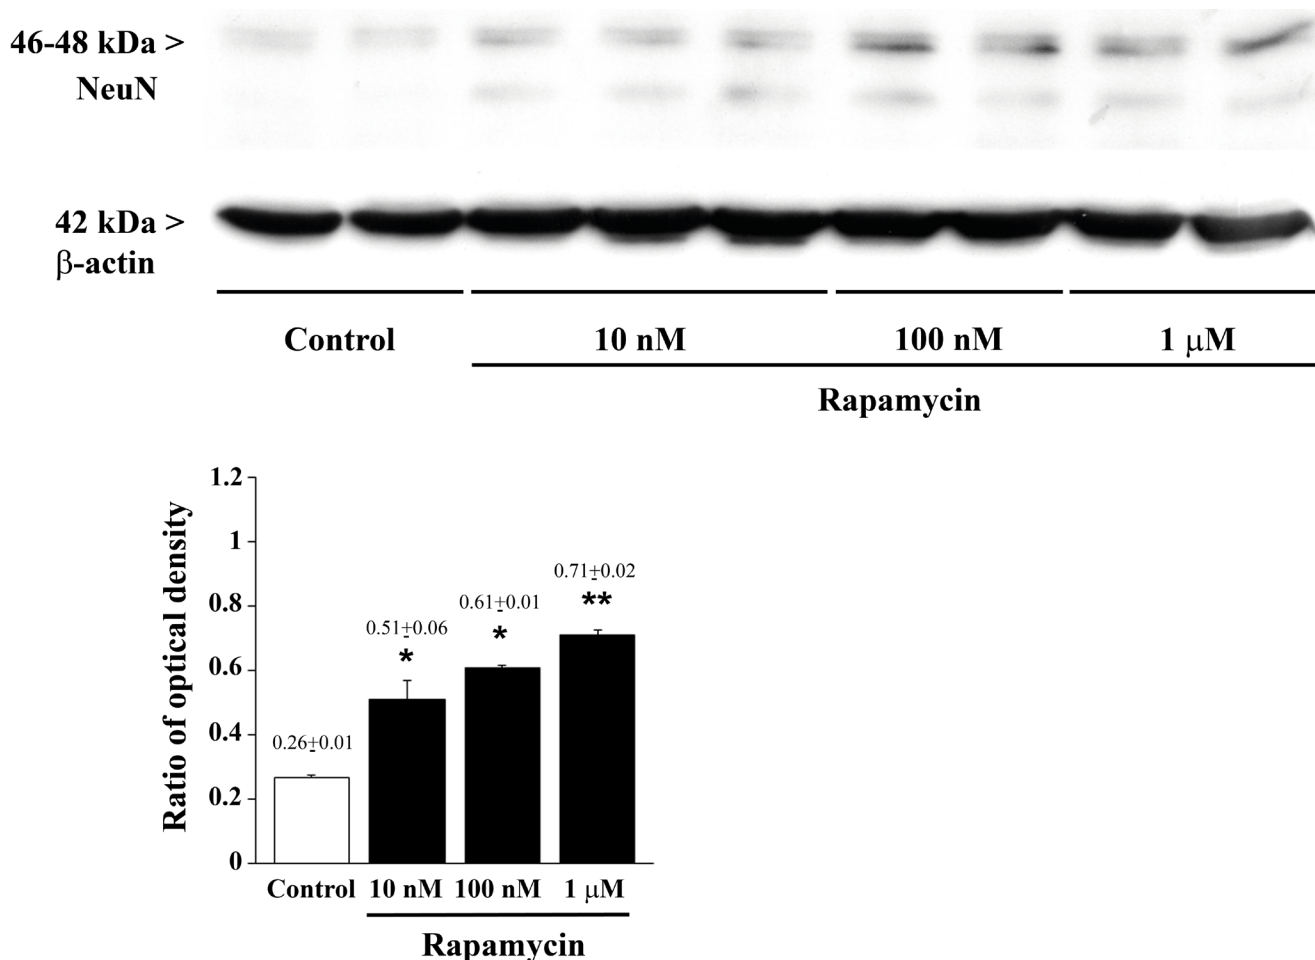 46-48 kDa >
NeuN
42 kDa >
β-actin
Control 10 nM 100 nM 1 µM
Rapamycin
Ratio of optical density
1.2
1
0.8
0.6
0.4
0.2
0
0.26±0.01
0.51±0.06
*
0.61±0.01
*
0.71±0.02
**
Control 10 nM 100 nM 1 µM
Rapamycin